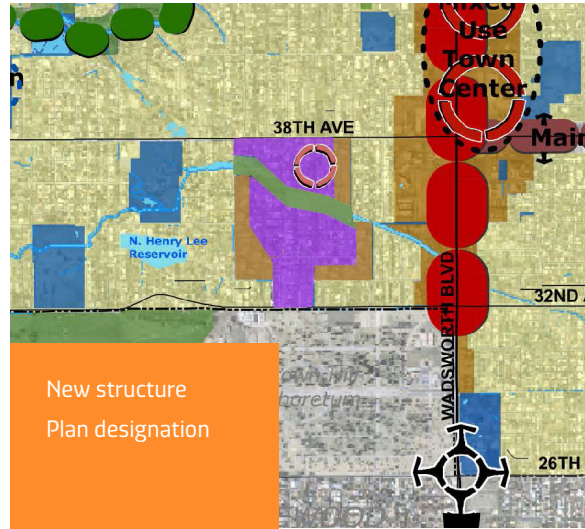 Mixed
Use
Town
Center
38TH AVE
Main
N. Henry Lee
Reservoir
WADSWORTH BLVD
32ND
New structure
Plan designation
26TH